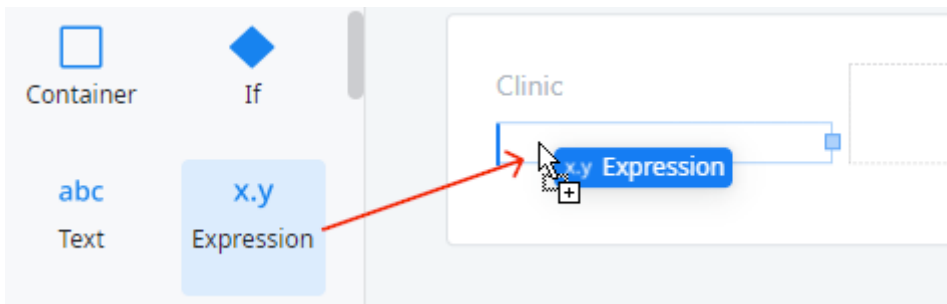 Container
If
Clinic
abc
x.y
Text
Expression
x.y Expression